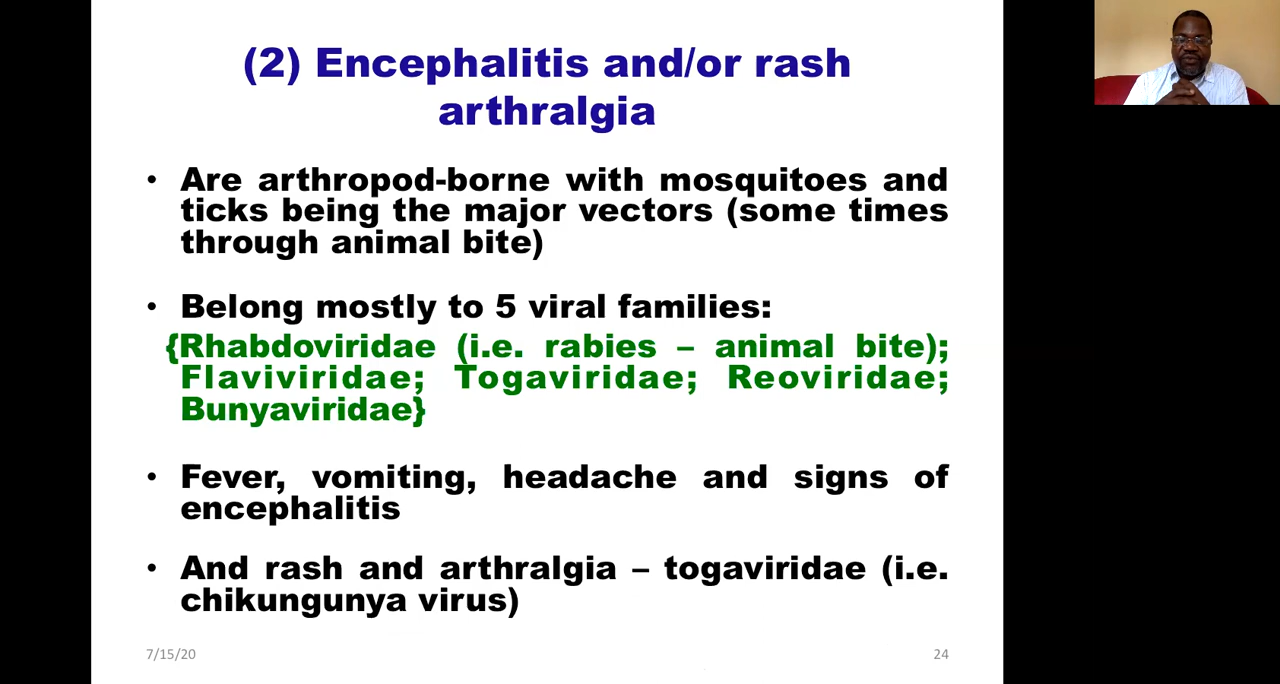 (2) Encephalitis and/or rash
arthralgia
• Are arthropod-borne with mosquitoes and
ticks being the major vectors (some times
through animal bite)
• Belong mostly to 5 viral families:
{Rhabdoviridae (i.e. rabies – animal bite);
Flaviviridae; Togaviridae; Reoviridae;
Bunyaviridae}
• Fever, vomiting, headache and signs of
encephalitis
• And rash and arthralgia – togaviridae (i.e.
chikungunya virus)
7/15/20
24